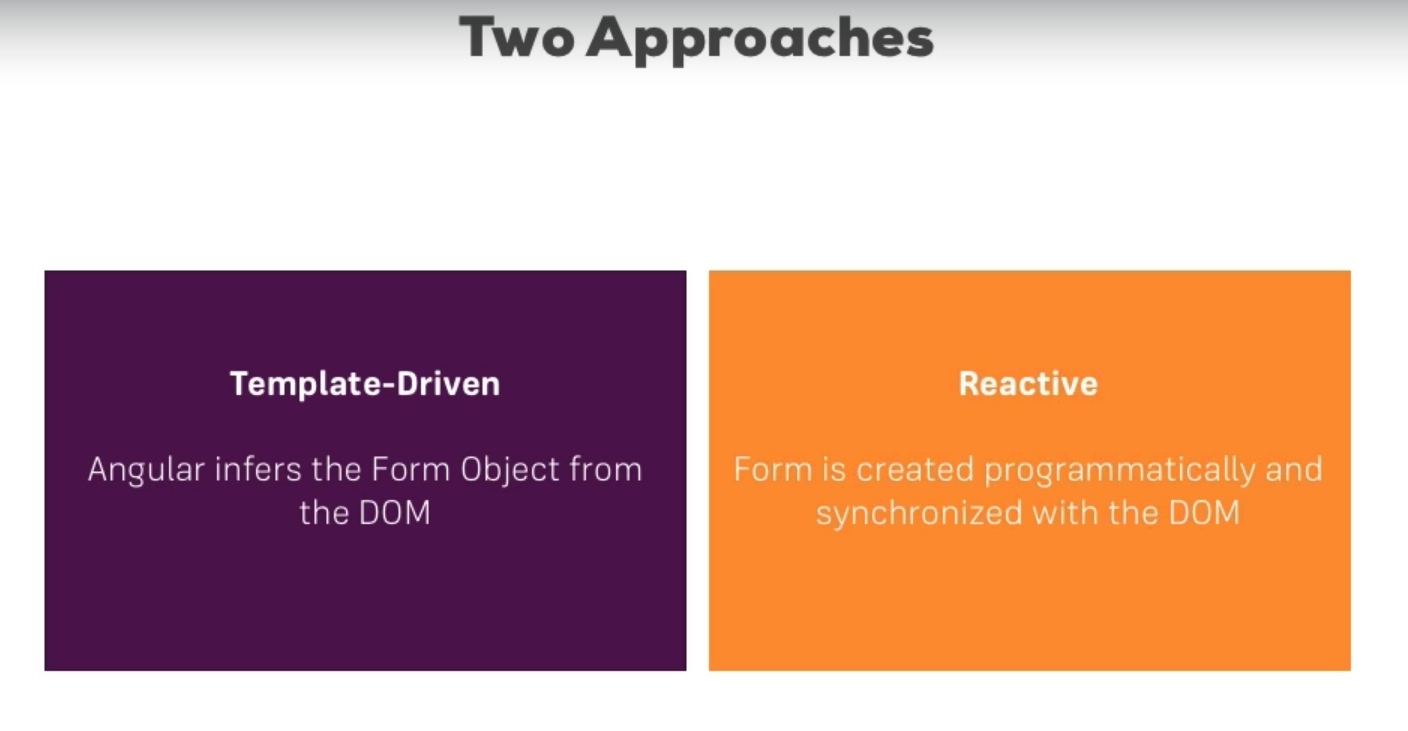 Two Approaches
Template-Driven
Angular infers the Form Object from
the DOM
Reactive
Form is created programmatically and
synchronized with the DOM